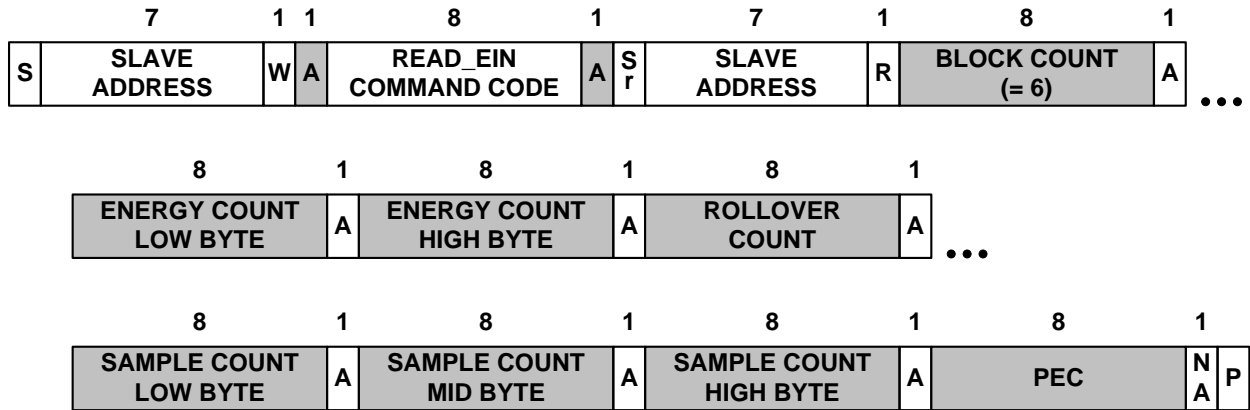 7 1 1 8 1 7 1 8 1
S SLAVE ADDRESS W A READ_EIN COMMAND CODE A Sr SLAVE ADDRESS R BLOCK COUNT (= 6) A •••
8 1 8 1 8 1
ENERGY COUNT LOW BYTE A ENERGY COUNT HIGH BYTE A ROLLOVER COUNT A •••
8 1 8 1 8 1 8 1
SAMPLE COUNT LOW BYTE A SAMPLE COUNT MID BYTE A SAMPLE COUNT HIGH BYTE A PEC NA P